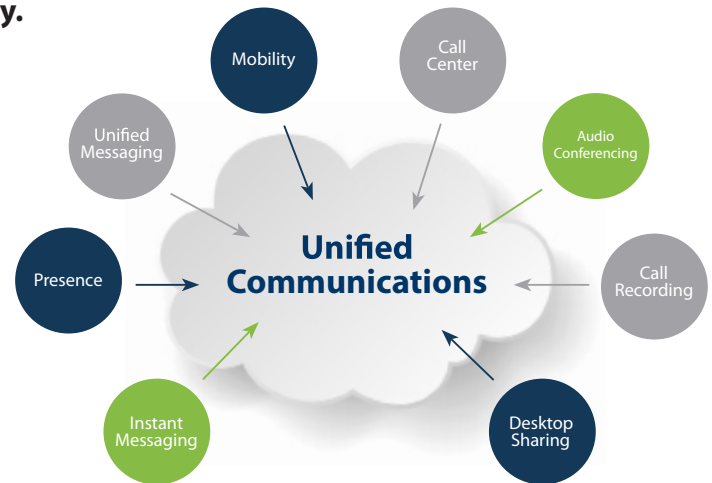 y.
Mobility
Call
Center
Unified
Messaging
Audio
Conferencing
Unified
Communications
Presence
Call
Recording
Instant
Messaging
Desktop
Sharing